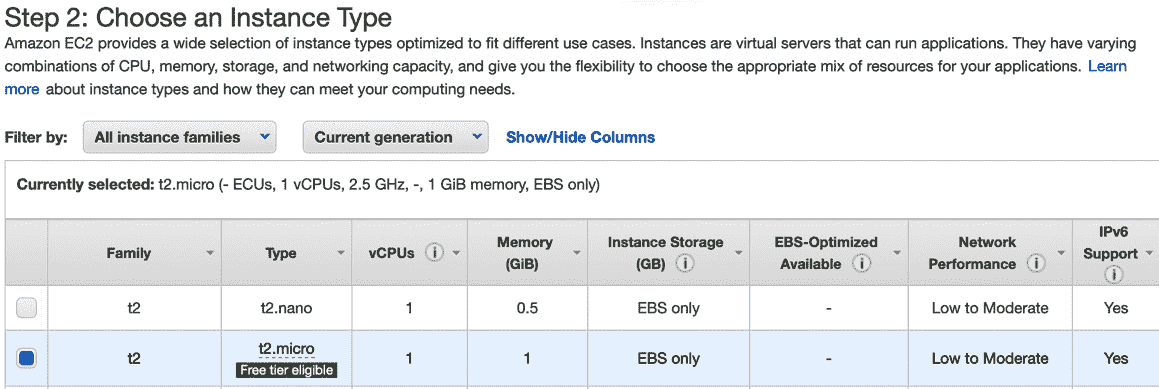 Step 2: Choose an Instance Type
Amazon EC2 provides a wide selection of instance types optimized to fit different use cases. Instances are virtual servers that can run applications. They have varying
combinations of CPU, memory, storage, and networking capacity, and give you the flexibility to choose the appropriate mix of resources for your applications. Learn
more about instance types and how they can meet your computing needs.
Filter by: All instance families Current generation Show/Hide Columns
Currently selected: t2.micro (- ECUs, 1 vCPUs, 2.5 GHz, -, 1 GiB memory, EBS only)
Family Type vCPUs Memory (GiB) Instance Storage (GB) EBS-Optimized Available Network Performance IPv6 Support
t2 t2.nano 1 0.5 EBS only - Low to Moderate Yes
t2 t2.micro Free tier eligible 1 1 EBS only - Low to Moderate Yes